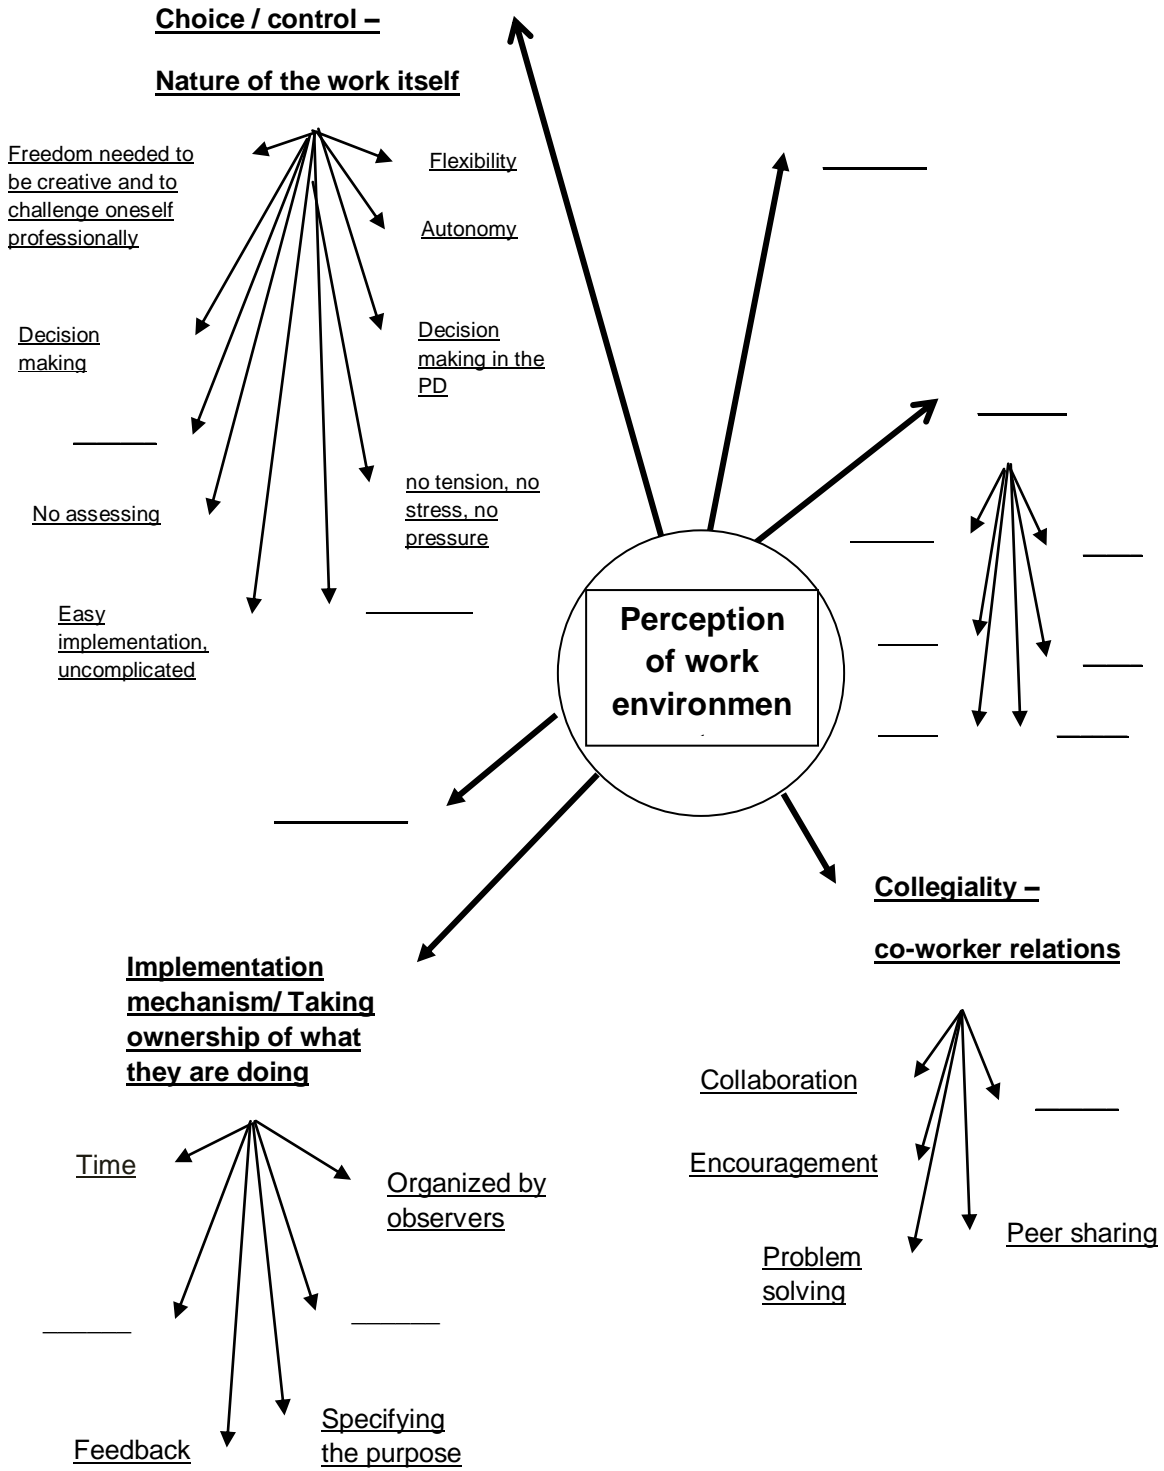 Choice / control –
Nature of the work itself
Freedom needed to
be creative and to
challenge oneself
professionally
Flexibility
Autonomy
Decision
making
Decision
making in the
PD
No assessing
no tension, no
stress, no
pressure
Easy
implementation,
uncomplicated
Perception
of work
environmen
Collegiality –
co-worker relations
Implementation
mechanism/ Taking
ownership of what
they are doing
Collaboration
Encouragement
Problem
solving
Peer sharing
Time
Organized by
observers
Feedback
Specifying
the purpose